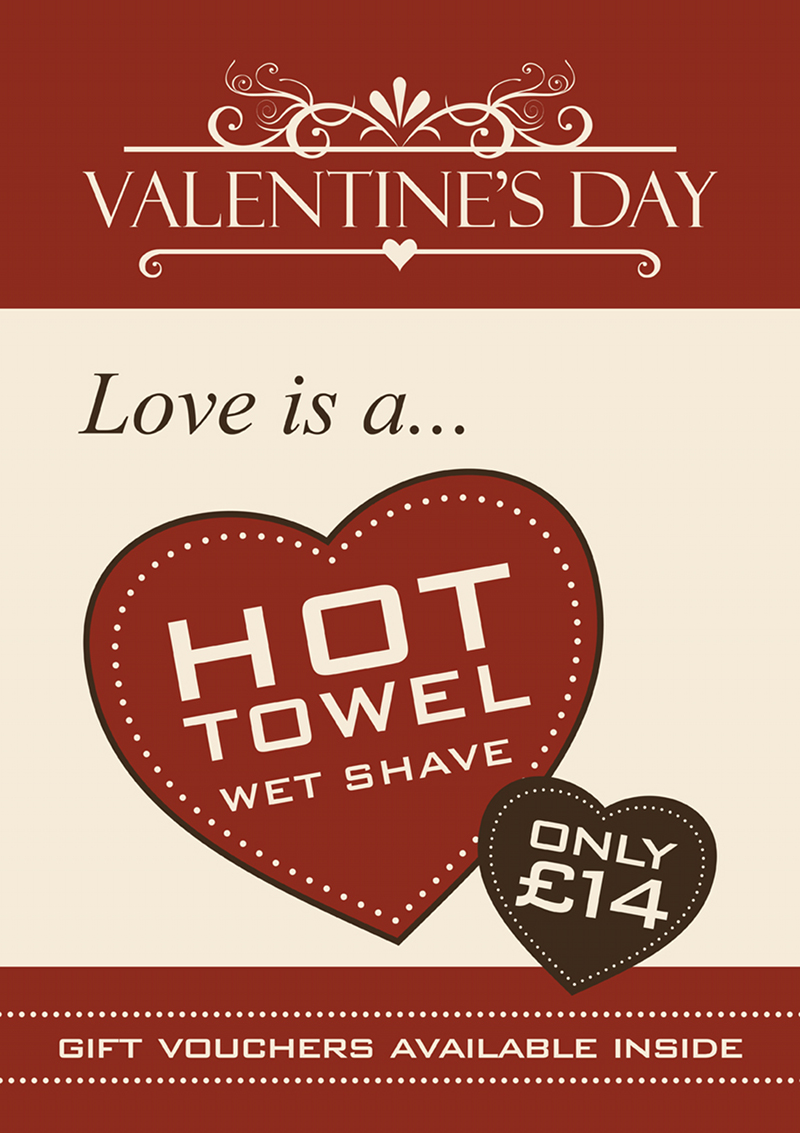 VALENTINE'S DAY
Love is a...
HOT
TOWEL
WET SHAVE
ONLY
£14
GIFT VOUCHERS AVAILABLE INSIDE